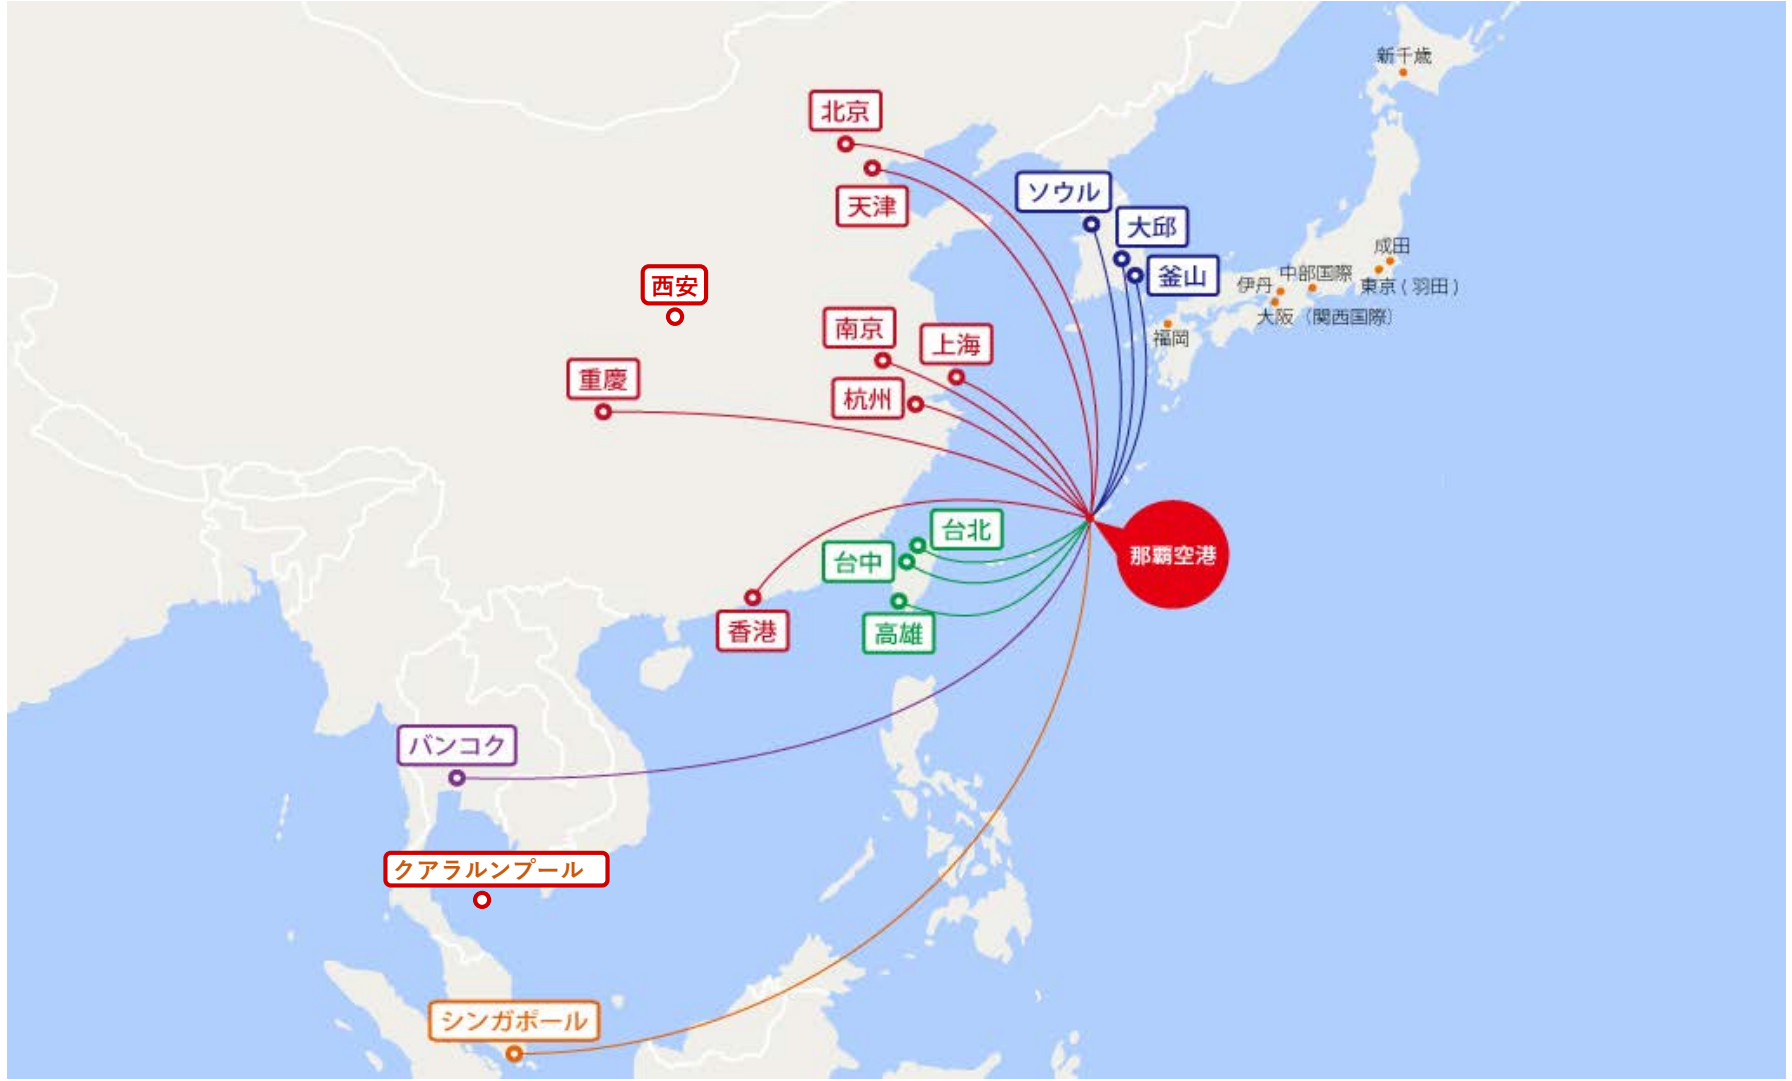 新千歳
北京
天津
ソウル
大邱
釜山
成田
中部国際
伊丹
東京(羽田)
大阪(関西国際)
福岡
西安
南京
上海
重慶
杭州
台北
台中
那覇空港
香港
高雄
バンコク
クアラルンプール
シンガポール